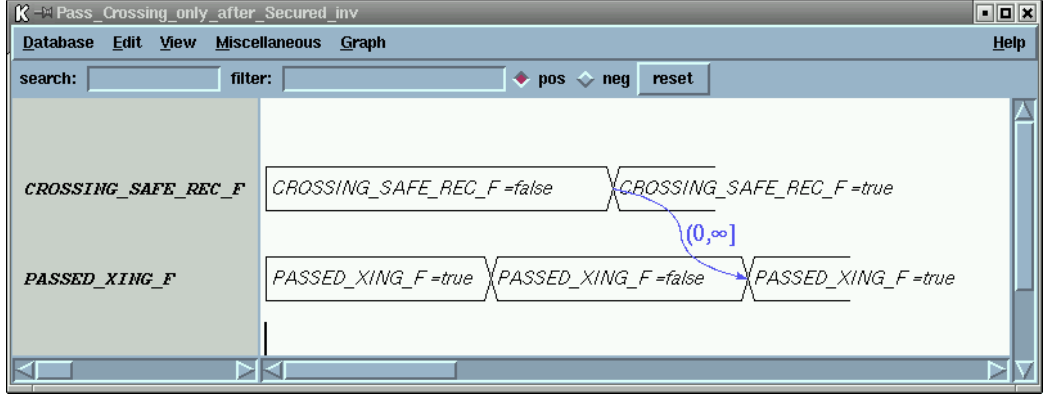 Pass_Crossing_only_after_Secured_inv
Database Edit View Miscellaneous Graph Help
search: filter: pos neg reset
CROSSING_SAFE_REC_F CROSSING_SAFE_REC_F =false CROSSING_SAFE_REC_F =true
(0,∞]
PASSED_XING_F PASSED_XING_F =true PASSED_XING_F =false PASSED_XING_F =true